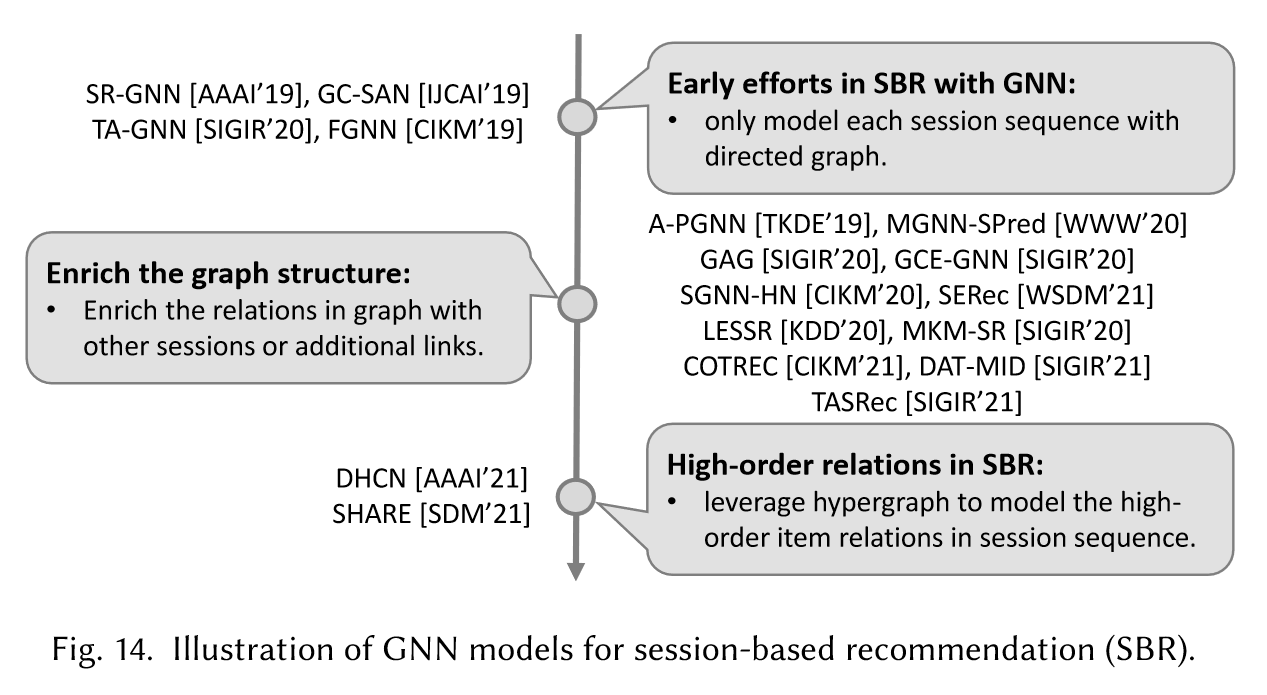 SR-GNN [AAAI’19], GC-SAN [IJCAI’19]
TA-GNN [SIGIR’20], FGNN [CIKM’19]
Early efforts in SBR with GNN:
• only model each session sequence with
directed graph.
Enrich the graph structure:
• Enrich the relations in graph with
other sessions or additional links.
A-PGNN [TKDE’19], MGNN-SPred [WWW’20]
GAG [SIGIR’20], GCE-GNN [SIGIR’20]
SGNN-HN [CIKM’20], SERec [WSDM’21]
LESSR [KDD’20], MKM-SR [SIGIR’20]
COTREC [CIKM’21], DAT-MID [SIGIR’21]
TASRec [SIGIR’21]
DHCN [AAAI’21]
SHARE [SDM’21]
High-order relations in SBR:
• leverage hypergraph to model the high-
order item relations in session sequence.
Fig. 14. Illustration of GNN models for session-based recommendation (SBR).